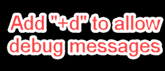 Add "+d" to allow
debug messages